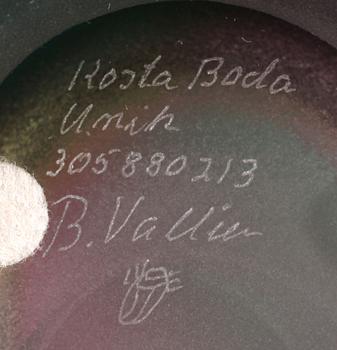 Kosta Boda
Unik
305880213
B. Vallien